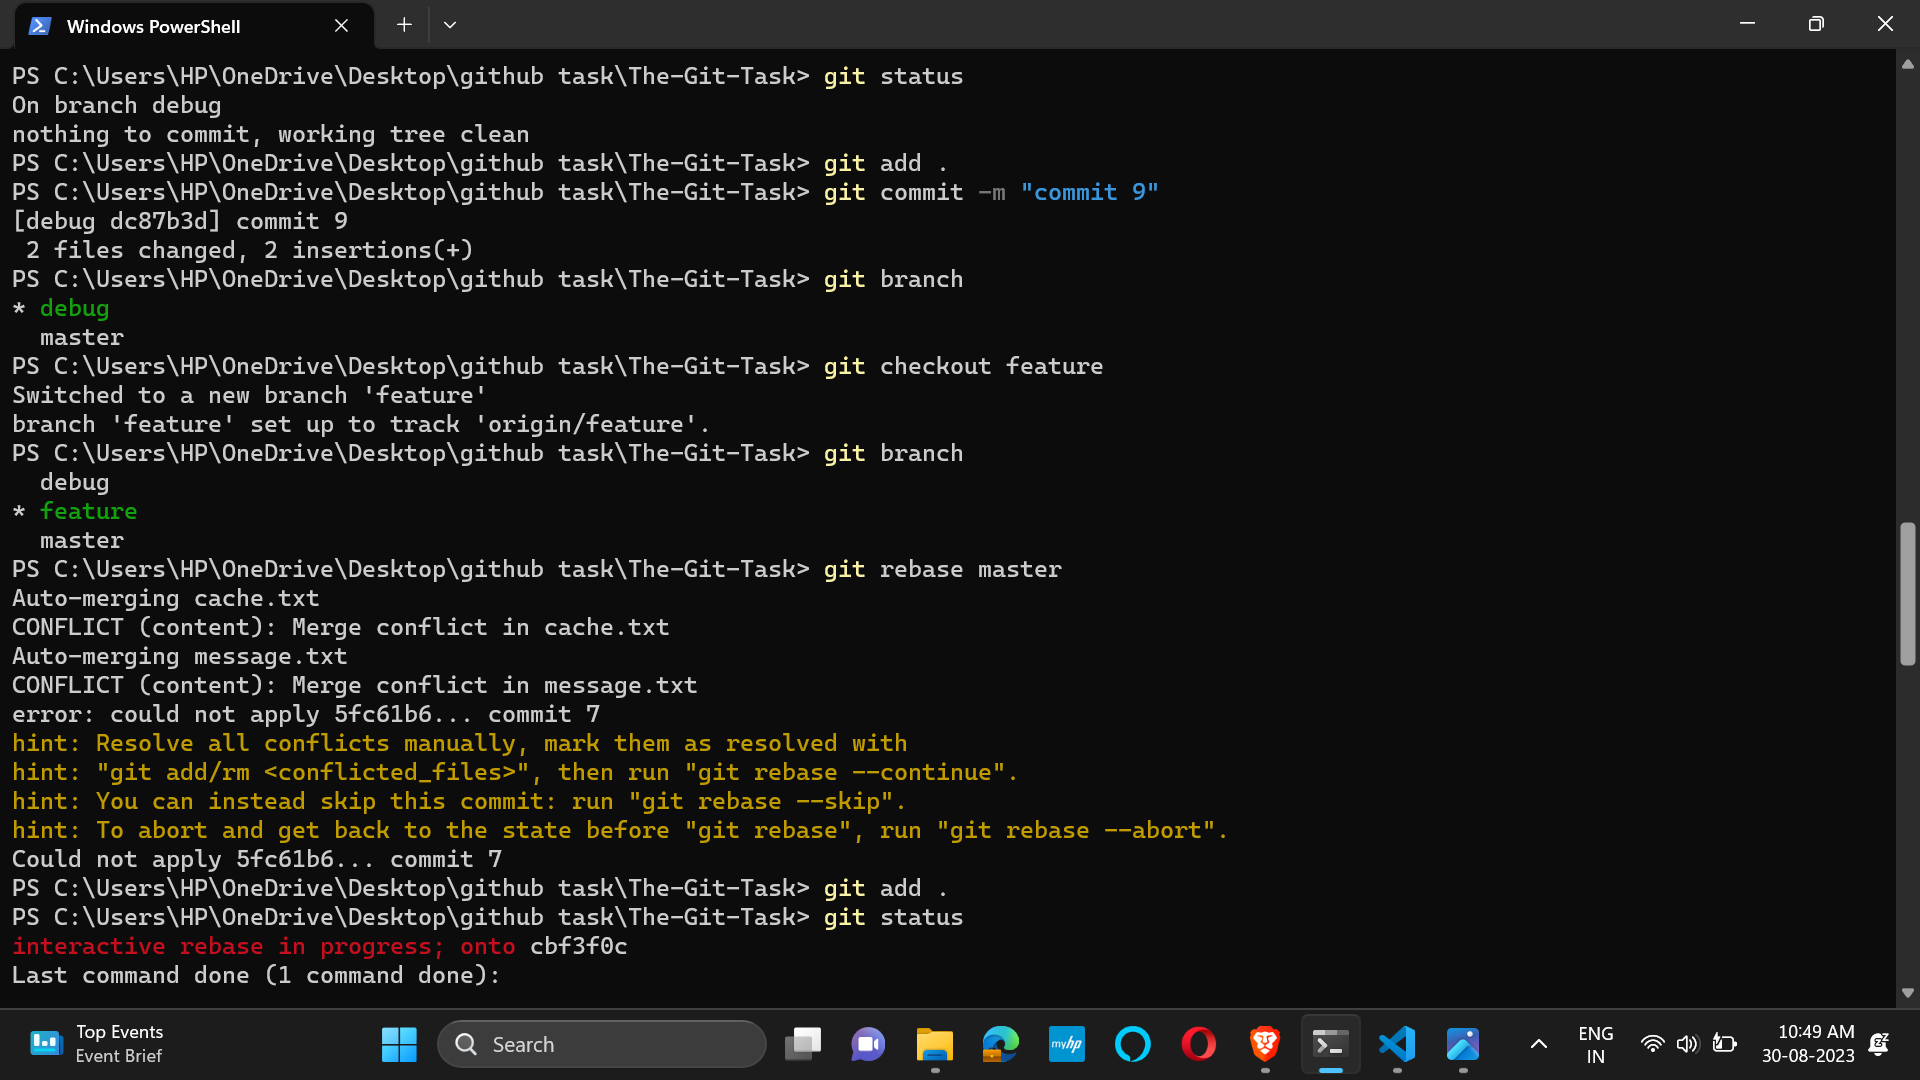 Windows PowerShell
PS C:\Users\HP\OneDrive\Desktop\github task\The-Git-Task> git status
On branch debug
nothing to commit, working tree clean
PS C:\Users\HP\OneDrive\Desktop\github task\The-Git-Task> git add .
PS C:\Users\HP\OneDrive\Desktop\github task\The-Git-Task> git commit -m "commit 9"
[debug dc87b3d] commit 9
 2 files changed, 2 insertions(+)
PS C:\Users\HP\OneDrive\Desktop\github task\The-Git-Task> git branch
* debug
  master
PS C:\Users\HP\OneDrive\Desktop\github task\The-Git-Task> git checkout feature
Switched to a new branch 'feature'
branch 'feature' set up to track 'origin/feature'.
PS C:\Users\HP\OneDrive\Desktop\github task\The-Git-Task> git branch
  debug
* feature
  master
PS C:\Users\HP\OneDrive\Desktop\github task\The-Git-Task> git rebase master
Auto-merging cache.txt
CONFLICT (content): Merge conflict in cache.txt
Auto-merging message.txt
CONFLICT (content): Merge conflict in message.txt
error: could not apply 5fc61b6... commit 7
hint: Resolve all conflicts manually, mark them as resolved with
hint: "git add/rm <conflicted_files>", then run "git rebase --continue".
hint: You can instead skip this commit: run "git rebase --skip".
hint: To abort and get back to the state before "git rebase", run "git rebase --abort".
Could not apply 5fc61b6... commit 7
PS C:\Users\HP\OneDrive\Desktop\github task\The-Git-Task> git add .
PS C:\Users\HP\OneDrive\Desktop\github task\The-Git-Task> git status
interactive rebase in progress; onto cbf3f0c
Last command done (1 command done):
Top Events
Event Brief
Search
myhp
ENG
IN
10:49 AM
30-08-2023